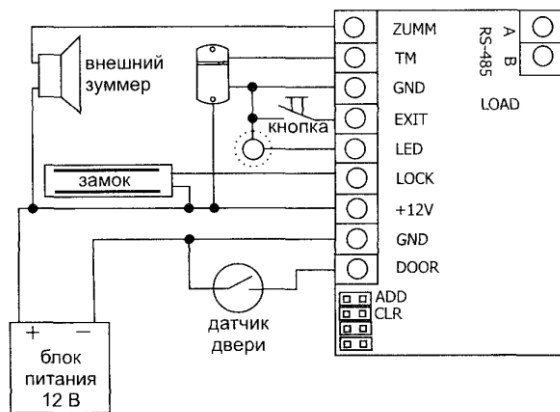 ZUMM
TM
GND
EXIT
LED
LOCK
+12V
GND
DOOR
ADD
CLR
A
B
RS-485
LOAD
внешний
зуммер
кнопка
замок
датчик
двери
+ −
блок
питания
12 В